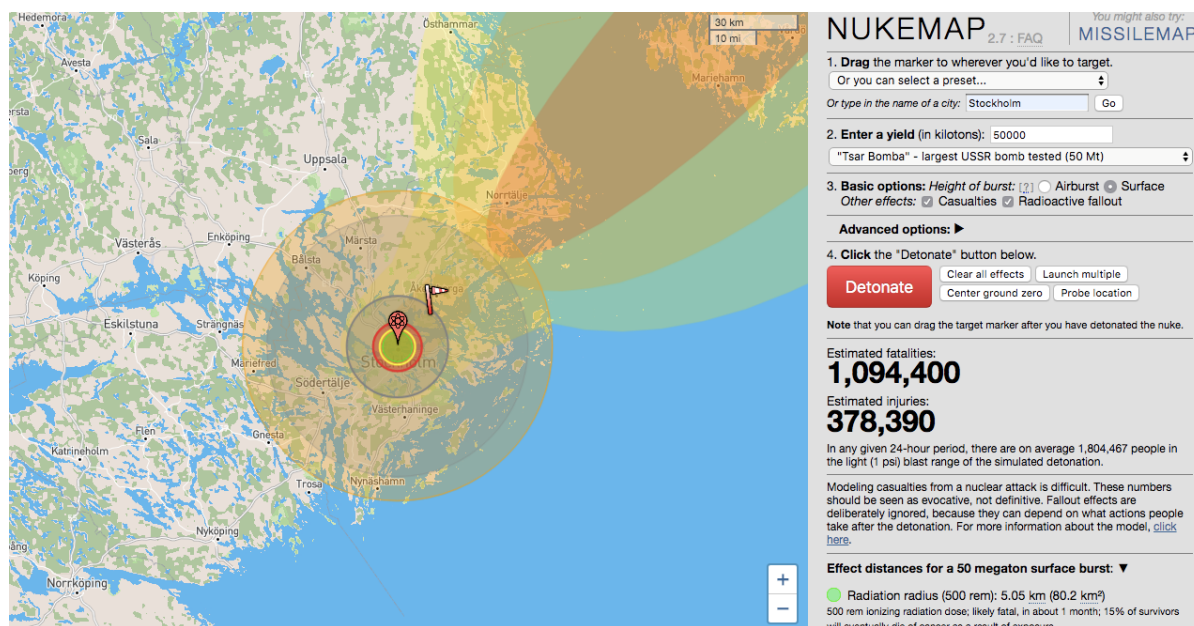 Hedemora
Östhammar
30 km
10 mi
Avesta
Mariehamn
Sala
Uppsala
Norrtälje
Märsta
Enköping
Västerås
Bålsta
Köping
Eskilstuna
Strängnäs
Mariefred
Södertälje
Västerhaninge
Gnesta
Flen
Katrineholm
Trosa
Nynäshamn
Nyköping
Norrköping
+
−
NUKEMAP 2.7 : FAQ
You might also try:
MISSILEMAP
1. Drag the marker to wherever you'd like to target.
Or you can select a preset...
Or type in the name of a city: Stockholm Go
2. Enter a yield (in kilotons): 50000
"Tsar Bomba" - largest USSR bomb tested (50 Mt)
3. Basic options: Height of burst: [?] Airburst Surface
Other effects: Casualties Radioactive fallout
Advanced options:
4. Click the "Detonate" button below.
Detonate
Clear all effects Launch multiple
Center ground zero Probe location
Note that you can drag the target marker after you have detonated the nuke.
Estimated fatalities:
1,094,400
Estimated injuries:
378,390
In any given 24-hour period, there are on average 1,804,467 people in
the light (1 psi) blast range of the simulated detonation.
Modeling casualties from a nuclear attack is difficult. These numbers
should be seen as evocative, not definitive. Fallout effects are
deliberately ignored, because they can depend on what actions people
take after the detonation. For more information about the model, click
here.
Effect distances for a 50 megaton surface burst: ▼
Radiation radius (500 rem): 5.05 km (80.2 km²)
500 rem ionizing radiation dose; likely fatal, in about 1 month; 15% of survivors
will eventually die of cancer as a result of exposure.